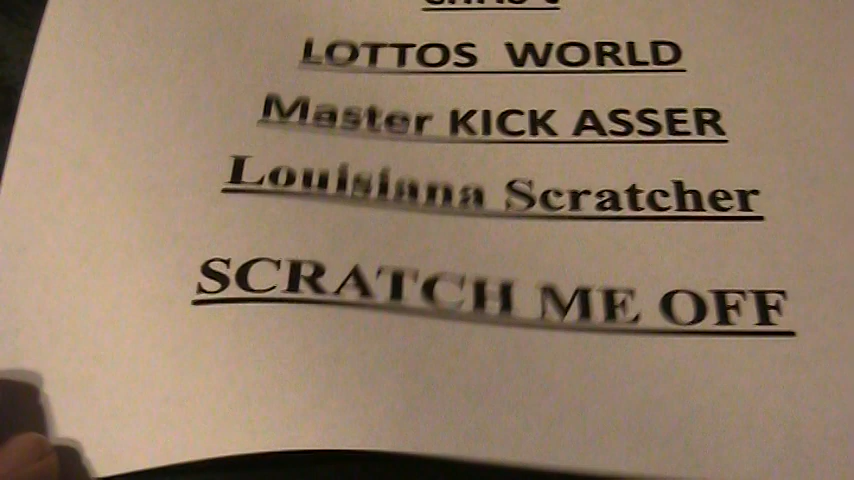 LOTTOS WORLD
Master KICK ASSER
Louisiana Scratcher
SCRATCH ME OFF